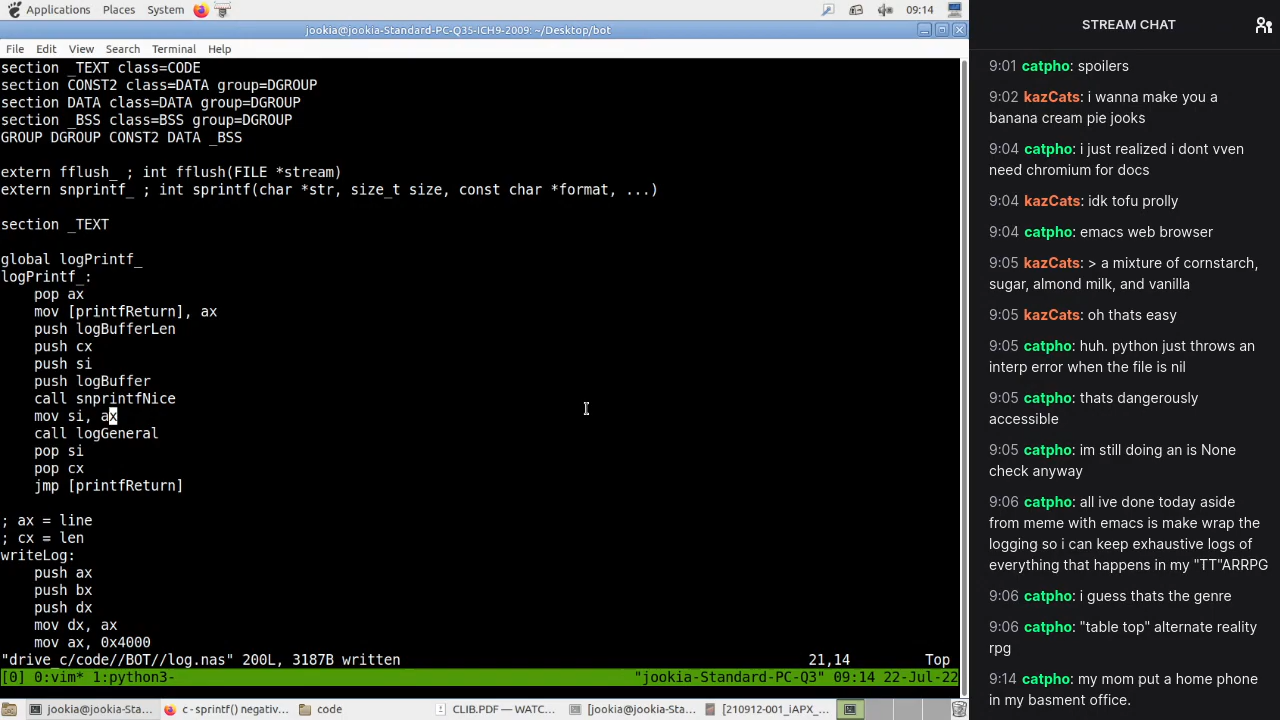 Applications Places System 09:14
jookia@jookia-Standard-PC-Q35-ICH9-2009: ~/Desktop/bot
File Edit View Search Terminal Help
section _TEXT class=CODE
section CONST2 class=DATA group=DGROUP
section DATA class=DATA group=DGROUP
section _BSS class=BSS group=DGROUP
GROUP DGROUP CONST2 DATA _BSS
extern fflush_ ; int fflush(FILE *stream)
extern snprintf_ ; int sprintf(char *str, size_t size, const char *format, ...)
section _TEXT
global logPrintf_
logPrintf_:
pop ax
mov [printfReturn], ax
push logBufferLen
push cx
push si
push logBuffer
call snprintfNice
mov si, ax
call logGeneral
pop si
pop cx
jmp [printfReturn]
; ax = line
; cx = len
writeLog:
push ax
push bx
push dx
mov dx, ax
mov ax, 0x4000
"drive_c/code//BOT//log.nas" 200L, 3187B written 21,14 Top
[0] 0:vim* 1:python3- "jookia-Standard-PC-Q3" 09:14 22-Jul-22
jookia@jookia-Sta... c - sprintf() negativ... code CLIB.PDF — WATC... [jookia@jookia-Sta... [210912-001_iAPX_...
STREAM CHAT
9:01 catpho: spoilers
9:02 kazCats: i wanna make you a
banana cream pie jooks
9:04 catpho: i just realized i dont vven
need chromium for docs
9:04 kazCats: idk tofu prolly
9:04 catpho: emacs web browser
9:05 kazCats: > a mixture of cornstarch,
sugar, almond milk, and vanilla
9:05 kazCats: oh thats easy
9:05 catpho: huh. python just throws an
interp error when the file is nil
9:05 catpho: thats dangerously
accessible
9:05 catpho: im still doing an is None
check anyway
9:06 catpho: all ive done today aside
from meme with emacs is make wrap the
logging so i can keep exhaustive logs of
everything that happens in my "TT"ARRPG
9:06 catpho: i guess thats the genre
9:06 catpho: "table top" alternate reality
rpg
9:14 catpho: my mom put a home phone
in my basment office.